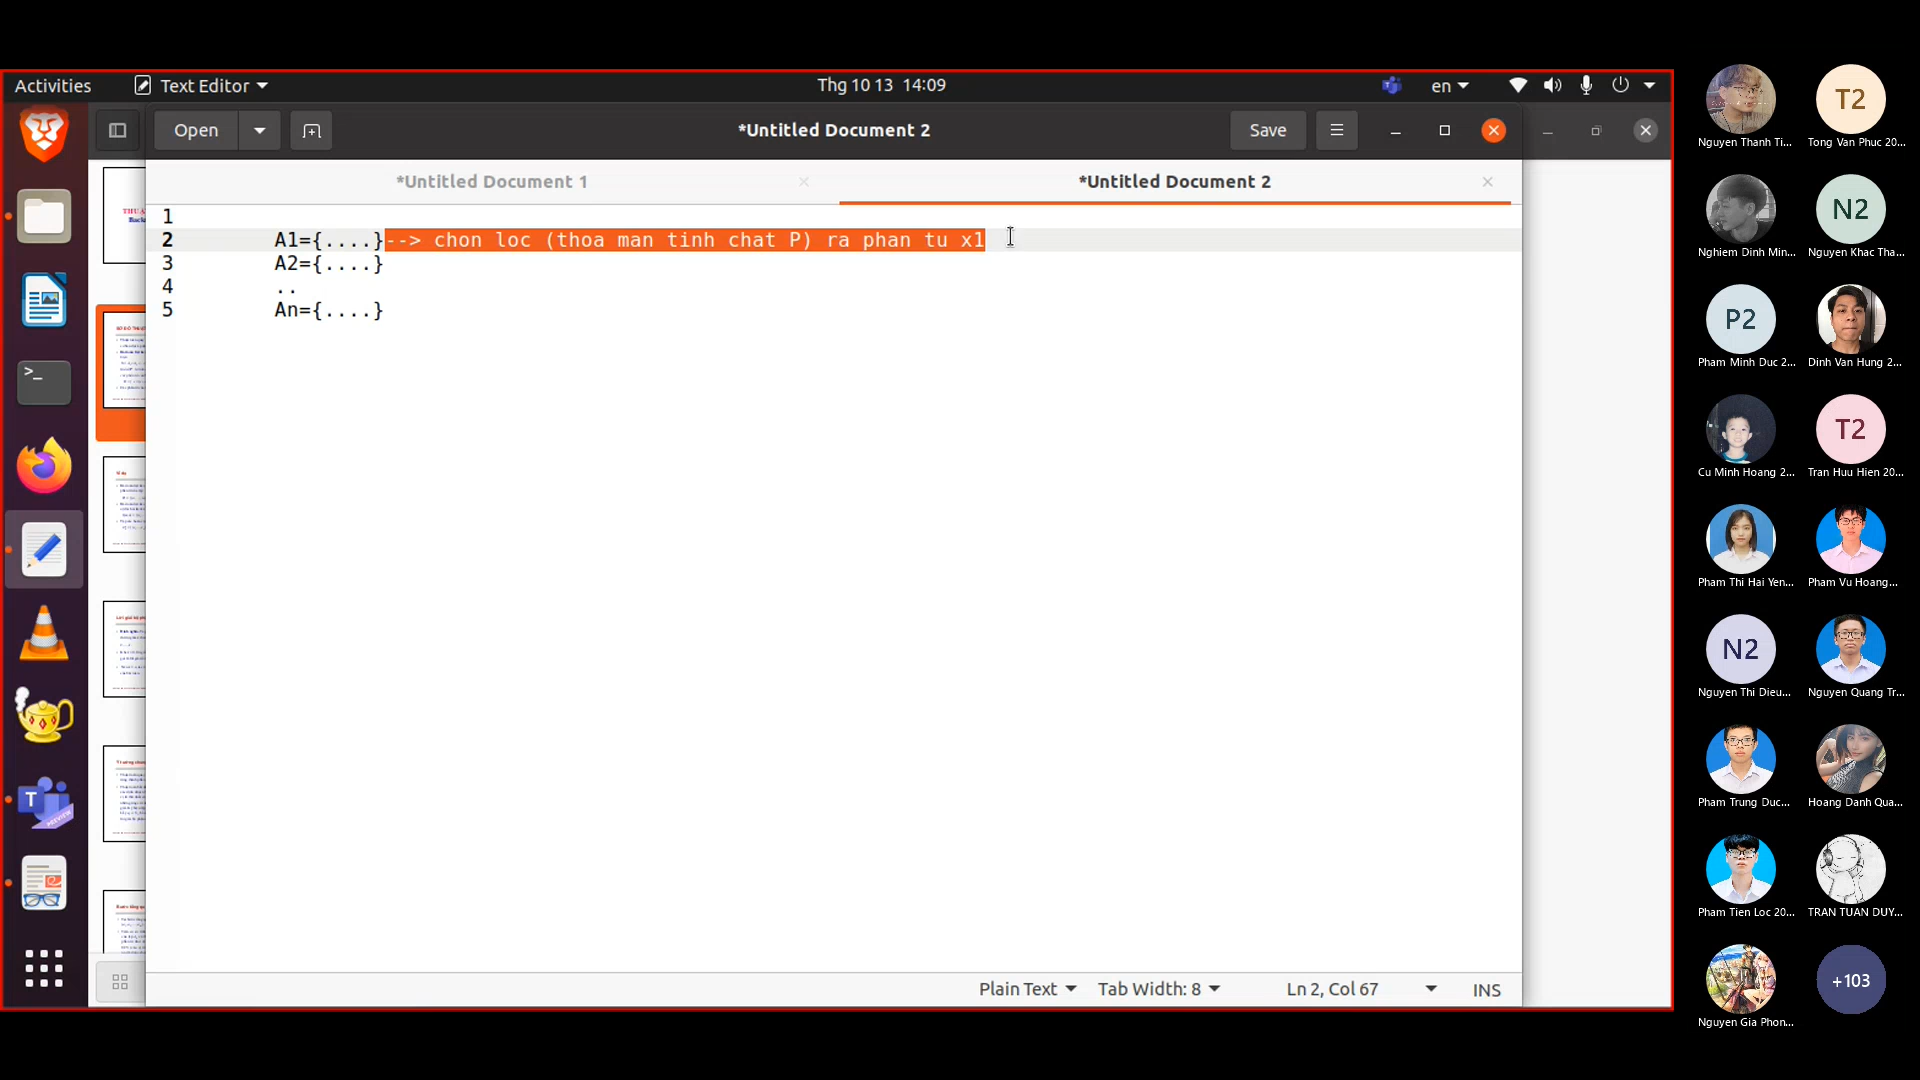 Activities
Text Editor
Thg 10 13 14:09
en
Open
*Untitled Document 2
Save
*Untitled Document 1
*Untitled Document 2
1
2 A1={....}--> chon loc (thoa man tinh chat P) ra phan tu x1
3 A2={....}
4 ..
5 An={....}
Plain Text
Tab Width: 8
Ln 2, Col 67
INS
T
PREVIEW
T2
Nguyen Thanh Ti...
Tong Van Phuc 20...
N2
Nghiem Dinh Min...
Nguyen Khac Tha...
P2
Pham Minh Duc 2...
Dinh Van Hung 2...
T2
Cu Minh Hoang 2...
Tran Huu Hien 20...
Pham Thi Hai Yen...
Pham Vu Hoang...
N2
Nguyen Thi Dieu...
Nguyen Quang Tr...
Pham Trung Duc...
Hoang Danh Qua...
Pham Tien Loc 20...
TRAN TUAN DUY...
Nguyen Gia Phon...
+103